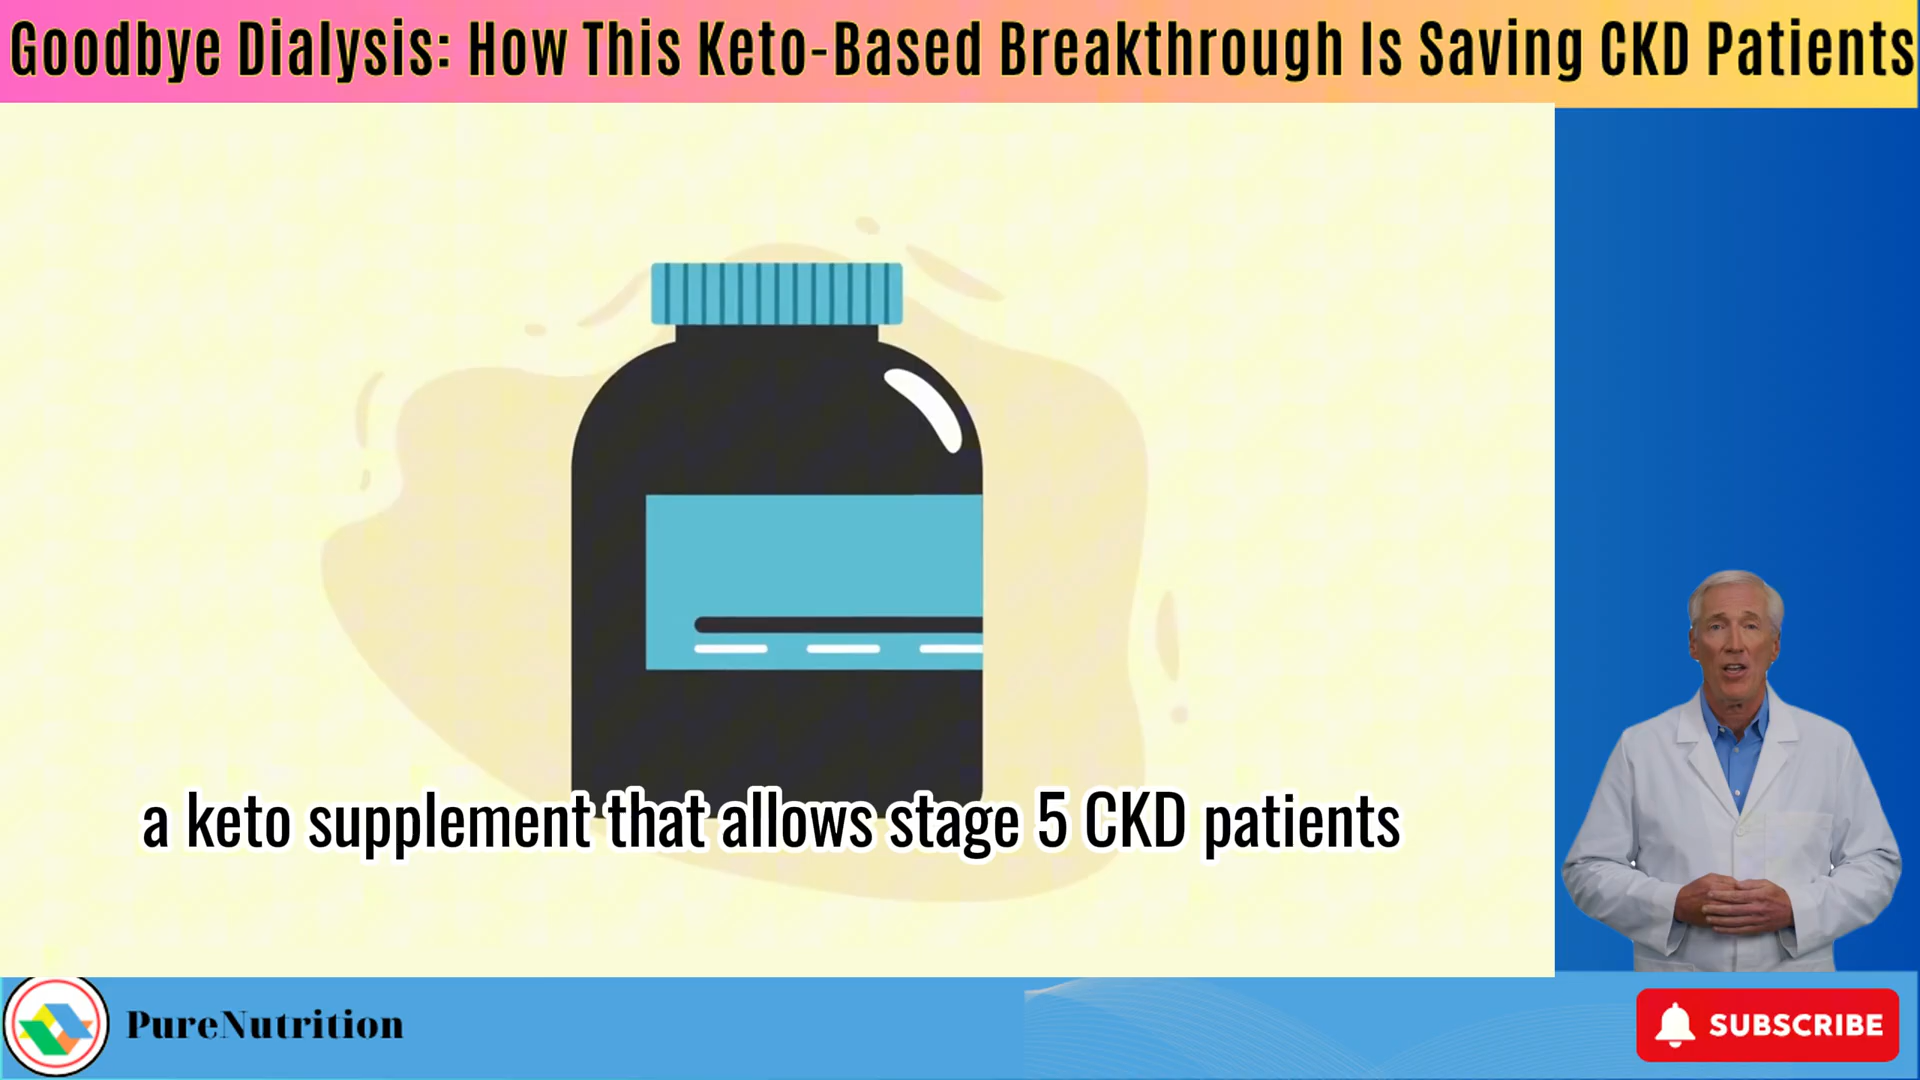 Goodbye Dialysis: How This Keto-Based Breakthrough Is Saving CKD Patients
a keto supplement that allows stage 5 CKD patients
PureNutrition
SUBSCRIBE